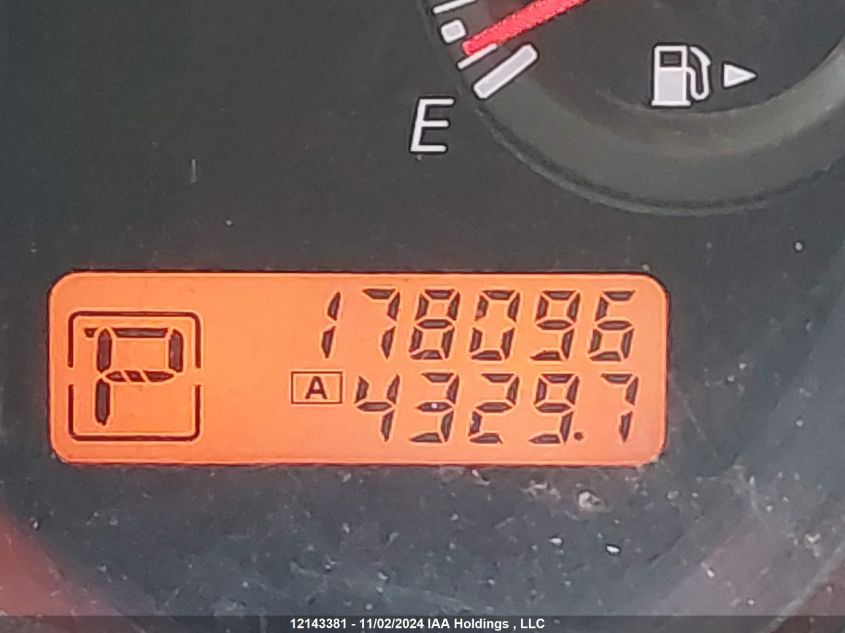 E
P
178096
A 4329.7
12143381 - 11/02/2024 IAA Holdings , LLC